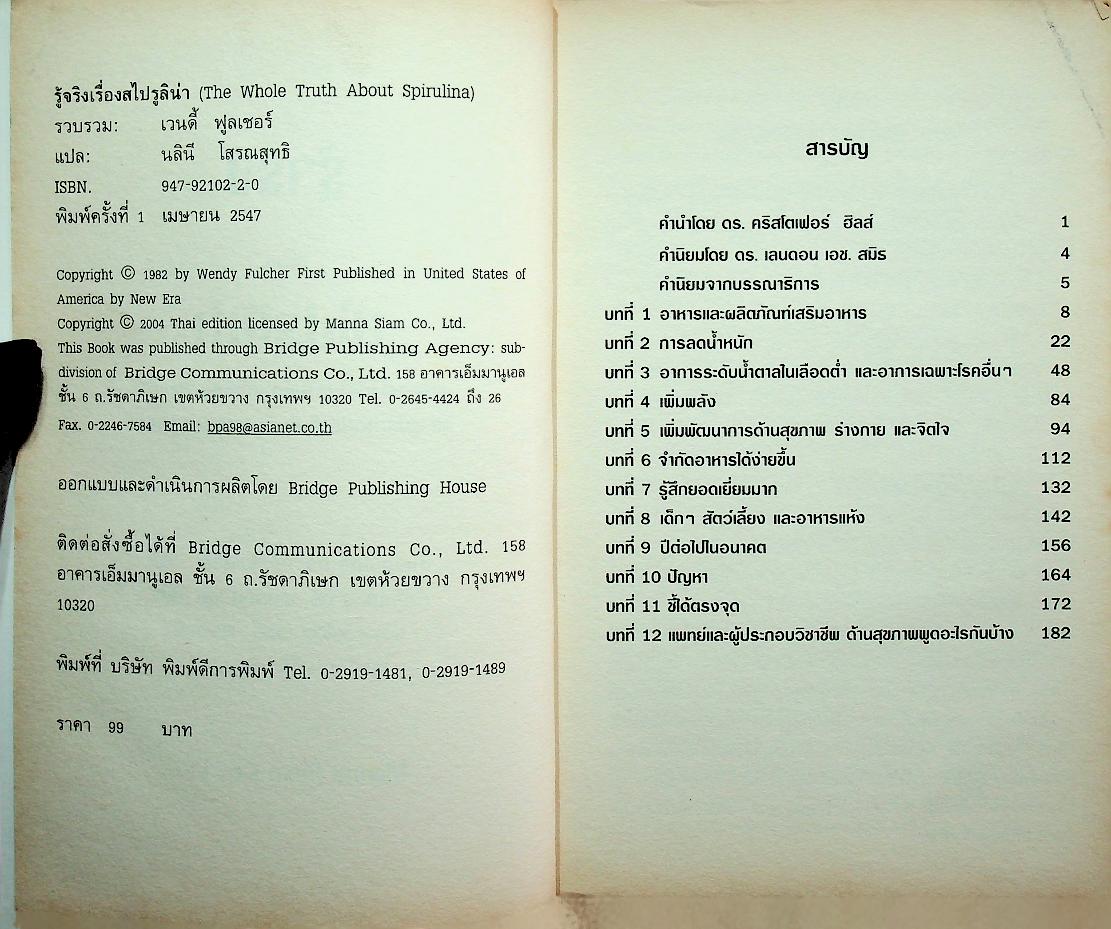 รู้จริงเรื่องสไปรูลิน่า (The Whole Truth About Spirulina)
รวบรวม: เวนดี้ ฟูลเชอร์
แปล: นลินี โสรณสุทธิ
ISBN. 947-92102-2-0
พิมพ์ครั้งที่ 1 เมษายน 2547
Copyright © 1982 by Wendy Fulcher First Published in United States of
America by New Era
Copyright © 2004 Thai edition licensed by Manna Siam Co., Ltd.
This Book was published through Bridge Publishing Agency: sub-
division of Bridge Communications Co., Ltd. 158 อาคารเอ็มมานูเอล
ชั้น 6 ถ.รัชดาภิเษก เขตห้วยขวาง กรุงเทพฯ 10320 Tel. 0-2645-4424 ถึง 26
Fax. 0-2246-7584 Email: bpa98@asianet.co.th
ออกแบบและดำเนินการผลิตโดย Bridge Publishing House
ติดต่อสั่งซื้อได้ที่ Bridge Communications Co., Ltd. 158
อาคารเอ็มมานูเอล ชั้น 6 ถ.รัชดาภิเษก เขตห้วยขวาง กรุงเทพฯ
10320
พิมพ์ที่ บริษัท พิมพ์ดีการพิมพ์ Tel. 0-2919-1481, 0-2919-1489
ราคา 99 บาท
สารบัญ
คำนำโดย ดร. คริสโตเฟอร์ ฮิลส์ 1
คำนิยมโดย ดร. เลนดอน เอช. สมิธ 4
คำนิยมจากบรรณาธิการ 5
บทที่ 1 อาหารและผลิตภัณฑ์เสริมอาหาร 8
บทที่ 2 การลดน้ำหนัก 22
บทที่ 3 อาการระดับน้ำตาลในเลือดต่ำ และอาการเฉพาะโรคอื่นๆ 48
บทที่ 4 เพิ่มพลัง 84
บทที่ 5 เพิ่มพัฒนาการด้านสุขภาพ ร่างกาย และจิตใจ 94
บทที่ 6 จำกัดอาหารได้ง่ายขึ้น 112
บทที่ 7 รู้สึกยอดเยี่ยมมาก 132
บทที่ 8 เด็กๆ สัตว์เลี้ยง และอาหารแห้ง 142
บทที่ 9 ปีต่อไปในอนาคต 156
บทที่ 10 ปัญหา 164
บทที่ 11 ชี้ได้ตรงจุด 172
บทที่ 12 แพทย์และผู้ประกอบวิชาชีพ ด้านสุขภาพพูดอะไรกันบ้าง 182